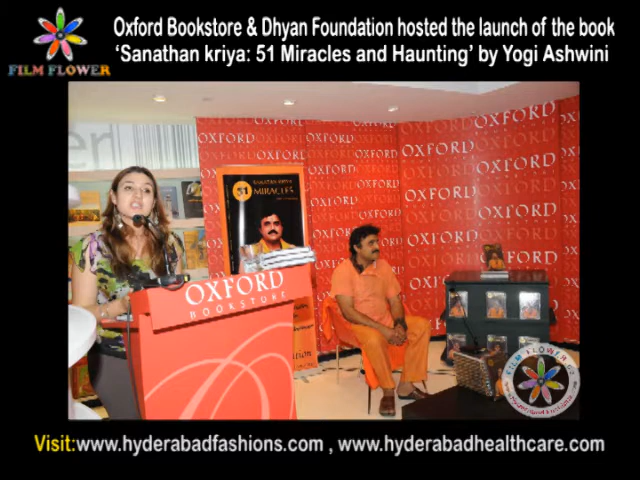 Oxford Bookstore & Dhyan Foundation hosted the launch of the book
‘Sanathan kriya: 51 Miracles and Haunting’ by Yogi Ashwini
FILM FLOWER
OXFORD
51
MIRACLES
OXFORD
BOOKSTORE
Visit:www.hyderabadfashions.com , www.hyderabadhealthcare.com